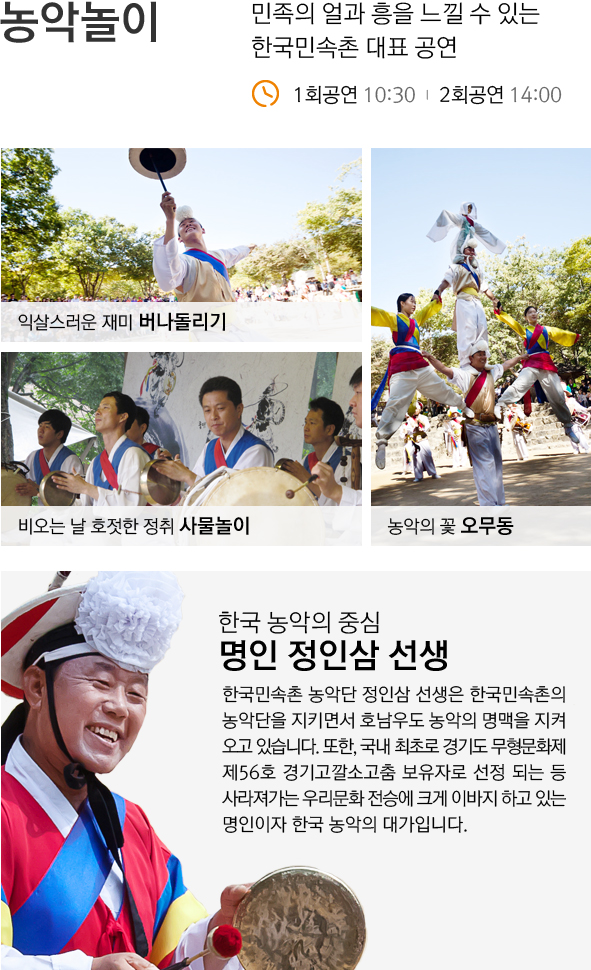 농악놀이
민족의 얼과 흥을 느낄 수 있는
한국민속촌 대표 공연
1회공연 10:30 | 2회공연 14:00
익살스러운 재미 버나돌리기
비오는 날 호젓한 정취 사물놀이
농악의 꽃 오무동
한국 농악의 중심
명인 정인삼 선생
한국민속촌 농악단 정인삼 선생은 한국민속촌의
농악단을 지키면서 호남우도 농악의 명맥을 지켜
오고 있습니다. 또한, 국내 최초로 경기도 무형문화제
제56호 경기고깔소고춤 보유자로 선정 되는 등
사라져가는 우리문화 전승에 크게 이바지 하고 있는
명인이자 한국 농악의 대가입니다.